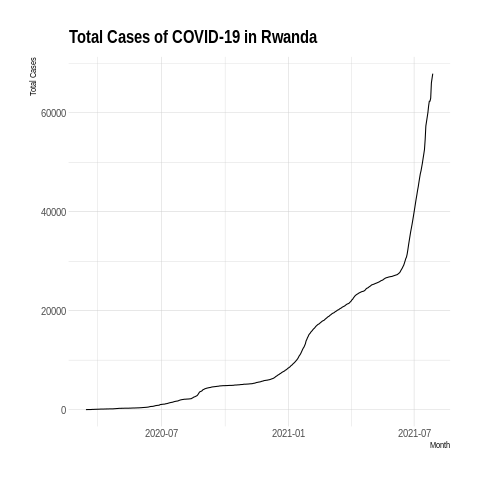 Total Cases of COVID-19 in Rwanda
Total Cases
60000
40000
20000
0
2020-07
2021-01
2021-07
Month